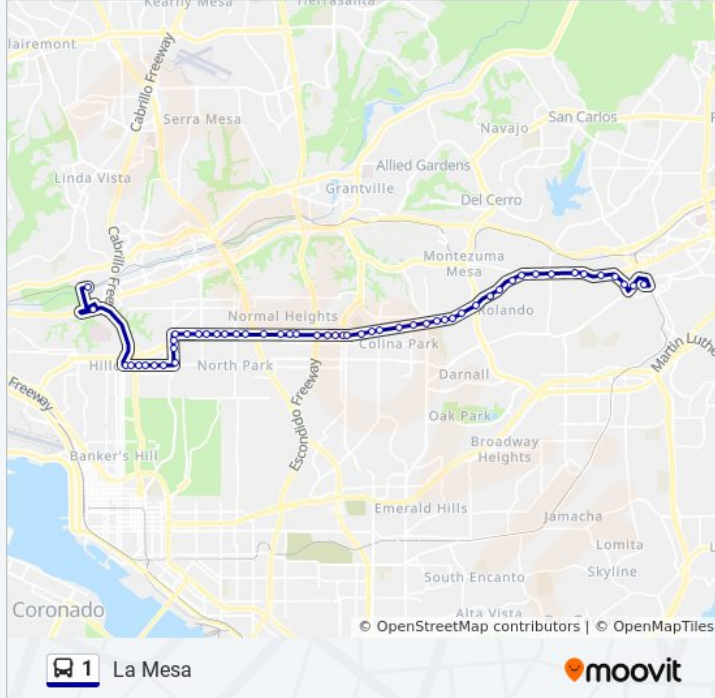 Kearny Mesa
Tierrasanta
lairemont
Cabrillo Freeway
Serra Mesa
Navajo
San Carlos
Allied Gardens
Linda Vista
Grantville
Del Cerro
Cabrillo Free
Montezuma
Mesa
Normal Heights
Rolando
Colina Park
Hillc
North Park
Martin Luthe
Freeway
Darnall
Escondido Freeway
Oak Park
Broadway
Heights
Banker's Hill
Emerald Hills
Jamacha
Lomita
Skyline
South Encanto
Coronado
Alta Vista
© OpenStreetMap contributors | © OpenMapTiles
1 La Mesa
moovit